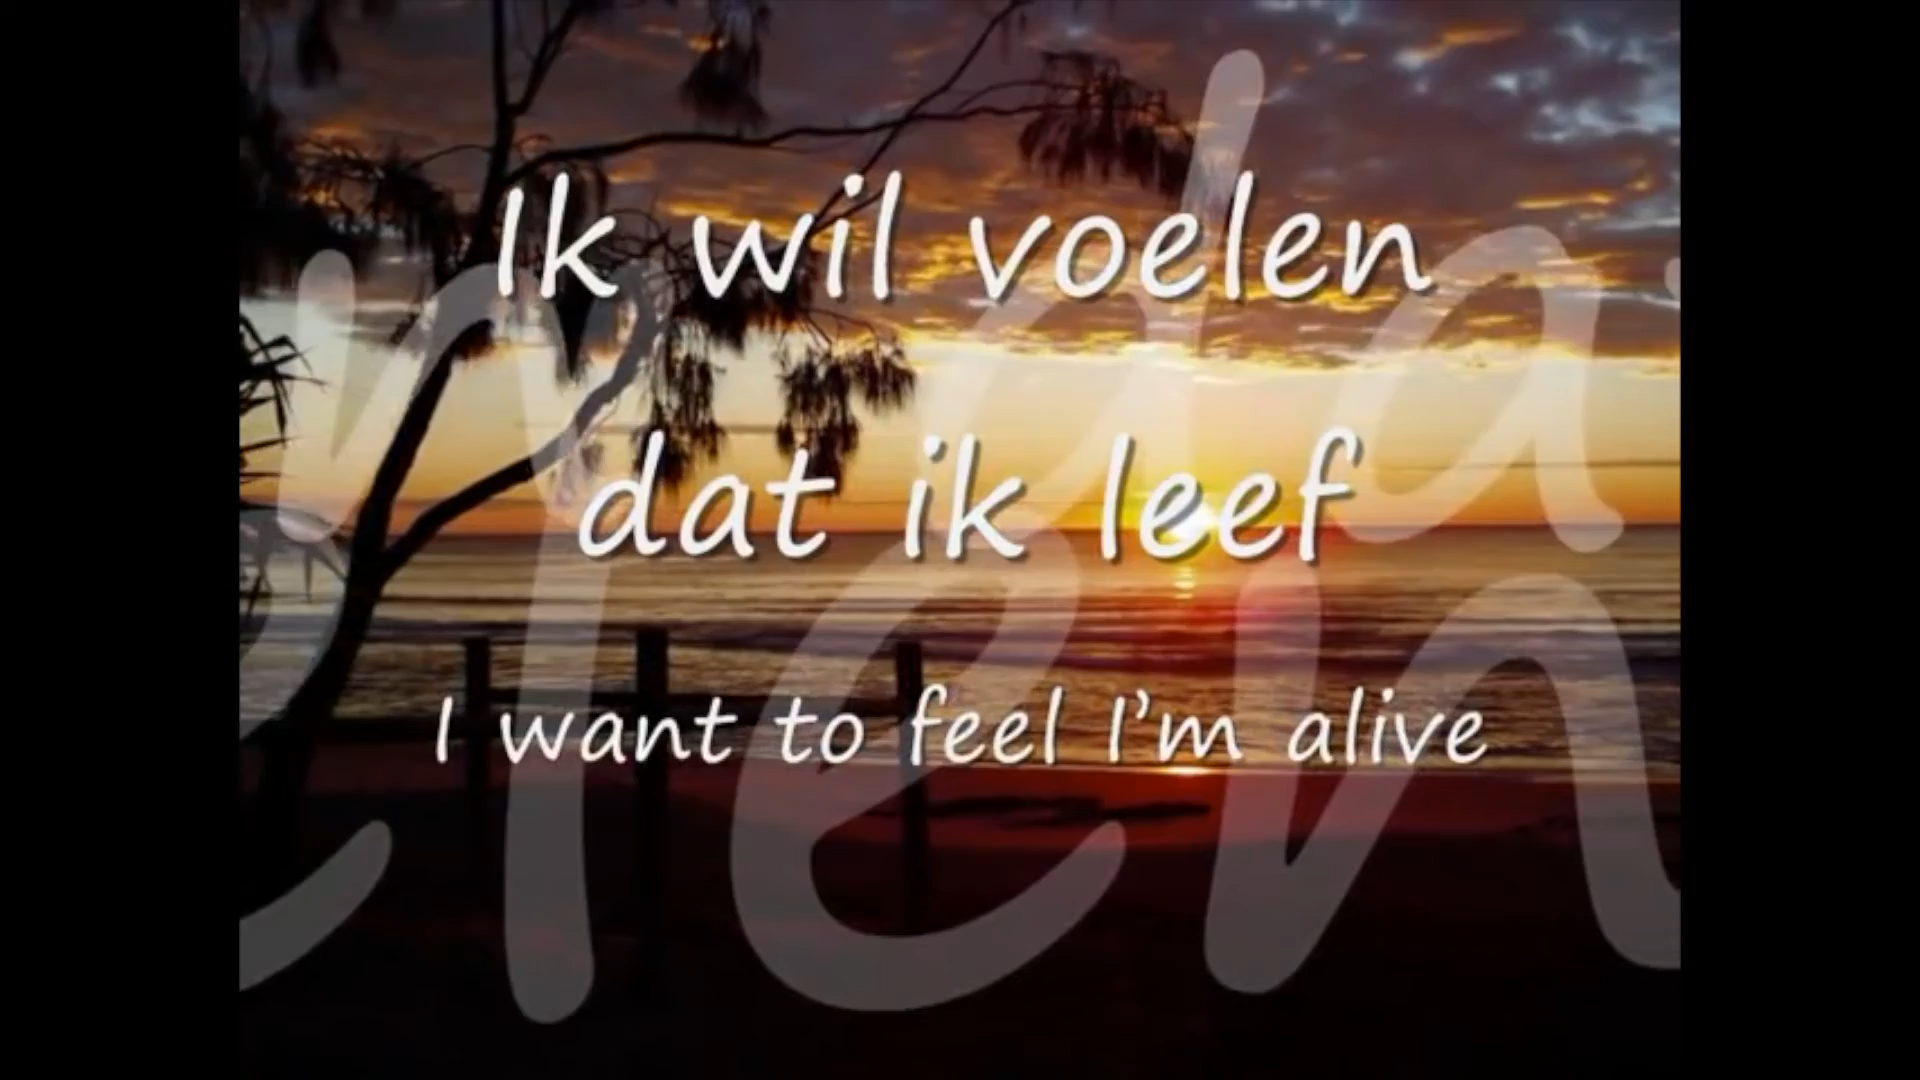 Ik wil voelen
dat ik leef
I want to feel I'm alive